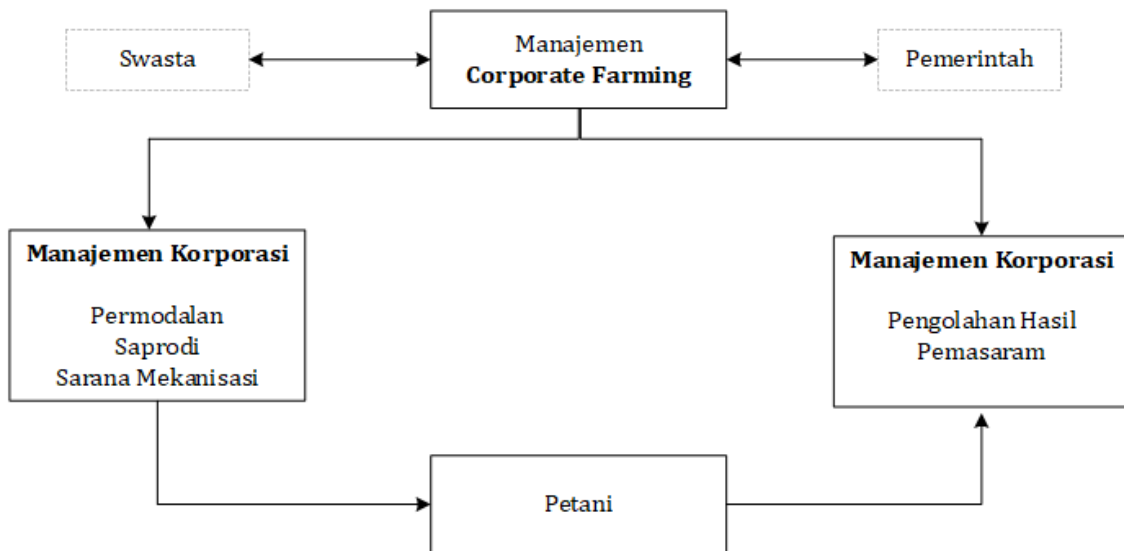 Swasta
Manajemen
Corporate Farming
Pemerintah
Manajemen Korporasi
Permodalan
Saprodi
Sarana Mekanisasi
Manajemen Korporasi
Pengolahan Hasil
Pemasaram
Petani